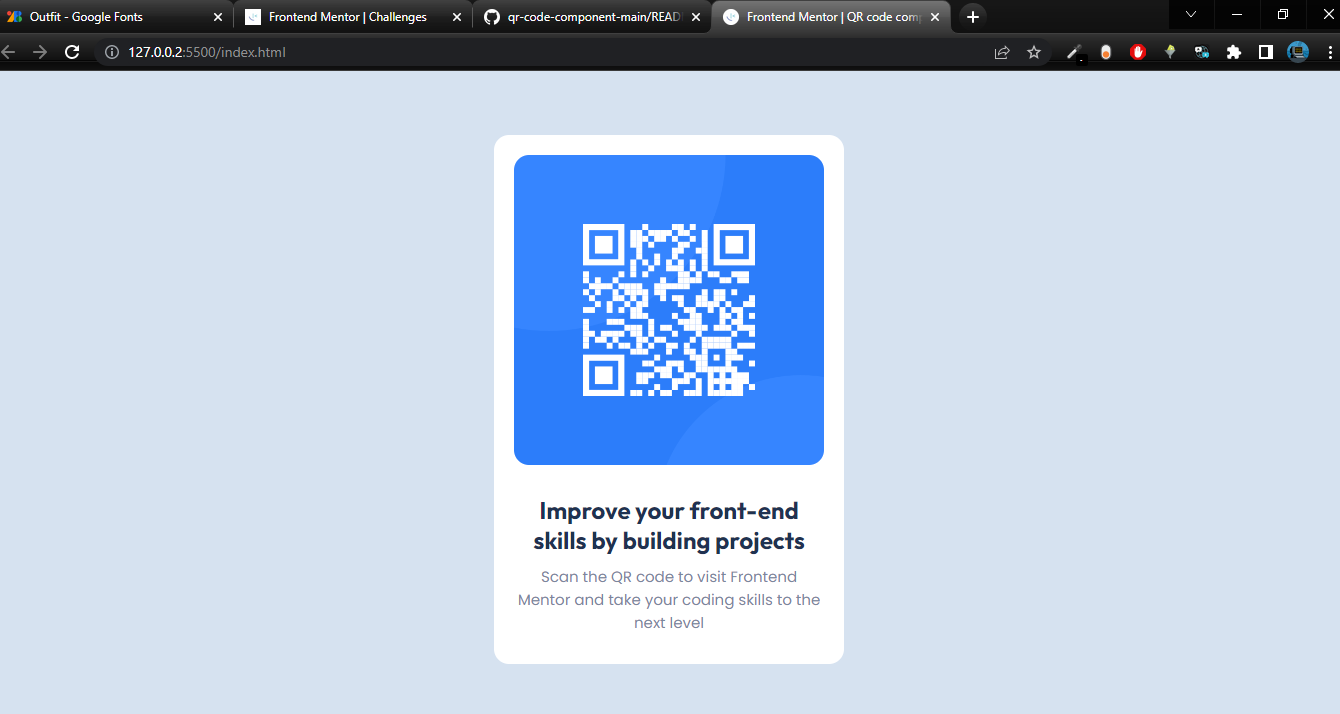 Outfit - Google Fonts
Frontend Mentor | Challenges
qr-code-component-main/READ
Frontend Mentor | QR code com
127.0.0.2:5500/index.html
Improve your front-end
skills by building projects
Scan the QR code to visit Frontend
Mentor and take your coding skills to the
next level